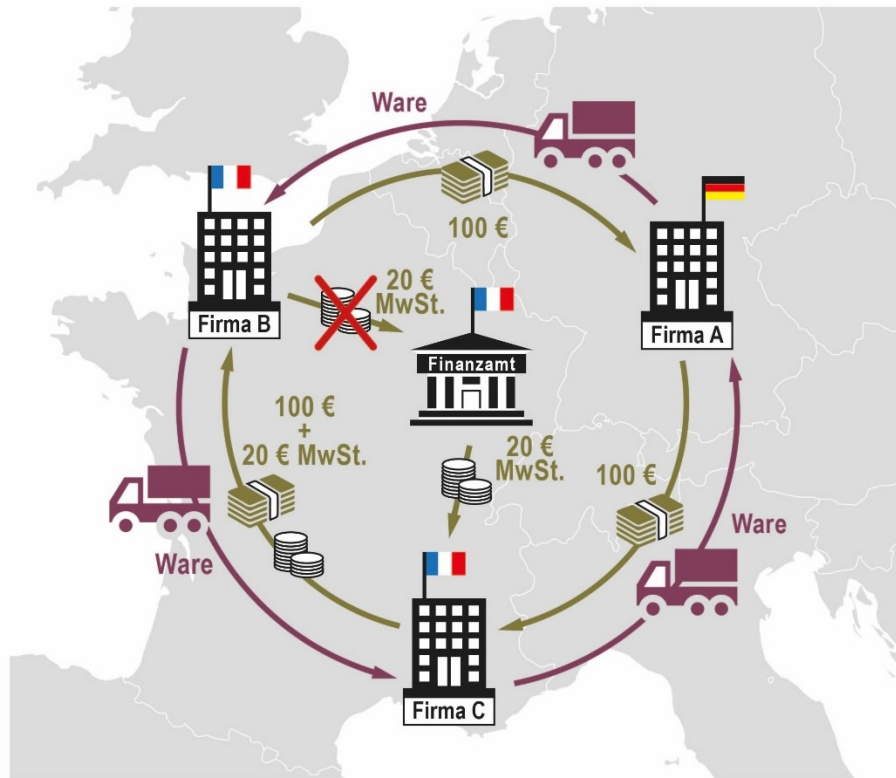 Ware
100 €
20 €
MwSt.
Firma B
Finanzamt
Firma A
100 €
+
20 € MwSt.
20 €
MwSt.
100 €
Ware
Ware
Firma C